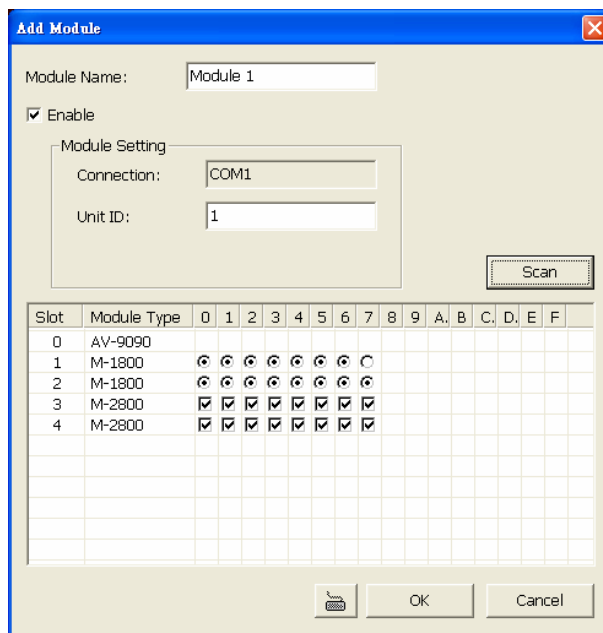 Add Module
Module Name: Module 1
Enable
Module Setting
Connection: COM1
Unit ID: 1
Scan
Slot Module Type 0 1 2 3 4 5 6 7 8 9 A. B C. D. E F
0 AV-9090
1 M-1800
2 M-1800
3 M-2800
4 M-2800
OK Cancel